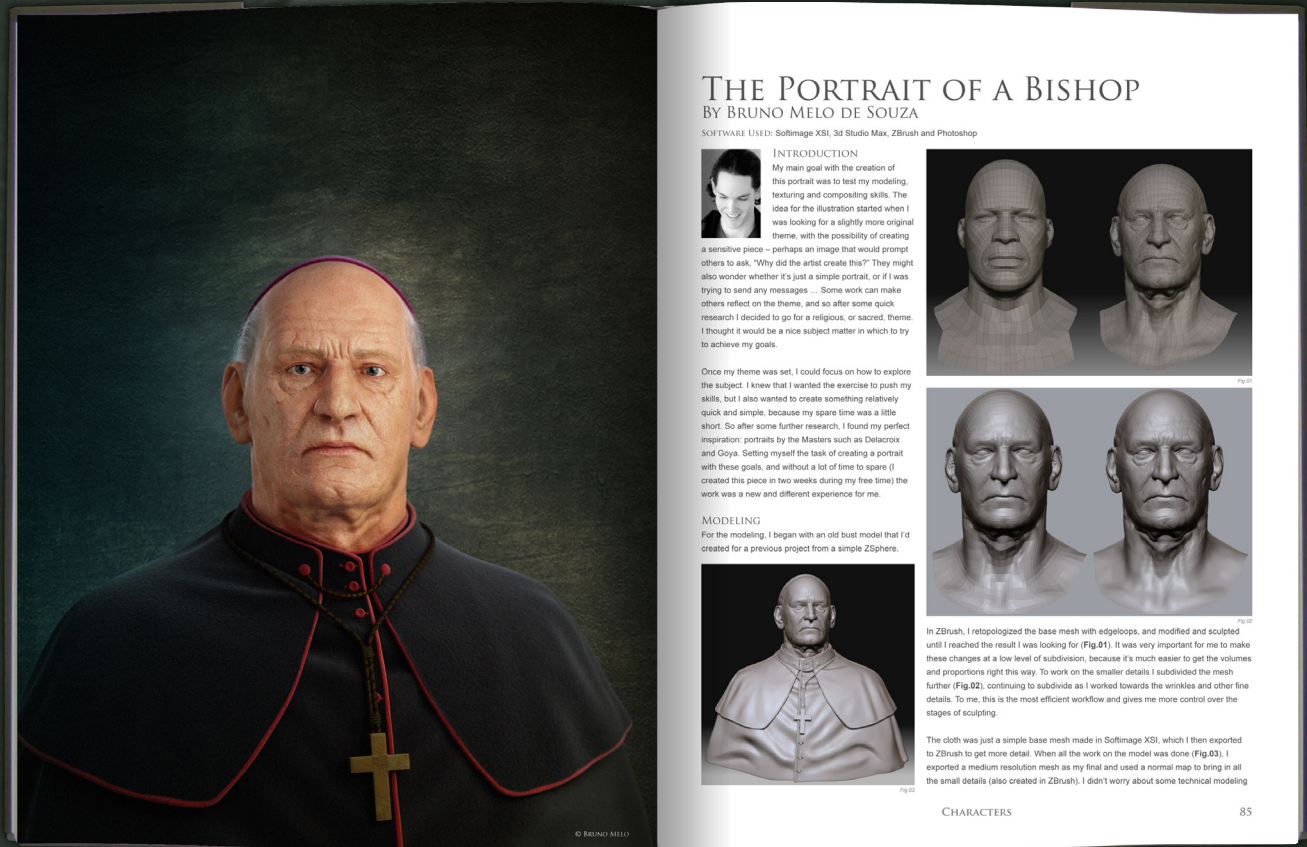 © BRUNO MELO
THE PORTRAIT OF A BISHOP
BY BRUNO MELO DE SOUZA
SOFTWARE USED: Softimage XSI, 3d Studio Max, ZBrush and Photoshop
INTRODUCTION
My main goal with the creation of
this portrait was to test my modeling,
texturing and compositing skills. The
idea for the illustration started when I
was looking for a slightly more original
theme, with the possibility of creating
a sensitive piece – perhaps an image that would prompt
others to ask, “Why did the artist create this?” They might
also wonder whether it’s just a simple portrait, or if I was
trying to send any messages … Some work can make
others reflect on the theme, and so after some quick
research I decided to go for a religious, or sacred, theme.
I thought it would be a nice subject matter in which to try
to achieve my goals.
Once my theme was set, I could focus on how to explore
the subject. I knew that I wanted the exercise to push my
skills, but I also wanted to create something relatively
quick and simple, because my spare time was a little
short. So after some further research, I found my perfect
inspiration: portraits by the Masters such as Delacroix
and Goya. Setting myself the task of creating a portrait
with these goals, and without a lot of time to spare (I
created this piece in two weeks during my free time) the
work was a new and different experience for me.
MODELING
For the modeling, I began with an old bust model that I’d
created for a previous project from a simple ZSphere.
Fig.03
Fig.01
Fig.02
In ZBrush, I retopologized the base mesh with edgeloops, and modified and sculpted
until I reached the result I was looking for (Fig.01). It was very important for me to make
these changes at a low level of subdivision, because it’s much easier to get the volumes
and proportions right this way. To work on the smaller details I subdivided the mesh
further (Fig.02), continuing to subdivide as I worked towards the wrinkles and other fine
details. To me, this is the most efficient workflow and gives me more control over the
stages of sculpting.
The cloth was just a simple base mesh made in Softimage XSI, which I then exported
to ZBrush to get more detail. When all the work on the model was done (Fig.03), I
exported a medium resolution mesh as my final and used a normal map to bring in all
the small details (also created in ZBrush). I didn’t worry about some technical modeling
CHARACTERS
85